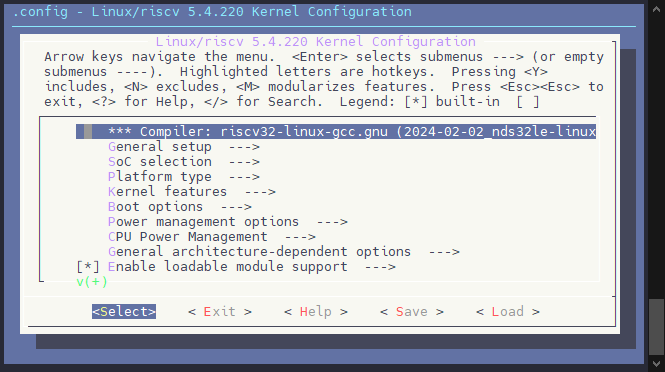 .config - Linux/riscv 5.4.220 Kernel Configuration
Linux/riscv 5.4.220 Kernel Configuration
Arrow keys navigate the menu.  <Enter> selects submenus ---> (or empty
submenus ----).  Highlighted letters are hotkeys.  Pressing <Y>
includes, <N> excludes, <M> modularizes features.  Press <Esc><Esc> to
exit, <?> for Help, </> for Search.  Legend: [*] built-in  [ ]
*** Compiler: riscv32-linux-gcc.gnu (2024-02-02_nds32le-linux
General setup  --->
SoC selection  --->
Platform type  --->
Kernel features  --->
Boot options  --->
Power management options  --->
CPU Power Management  --->
General architecture-dependent options  --->
[*] Enable loadable module support  --->
v(+)
<Select>    < Exit >    < Help >    < Save >    < Load >